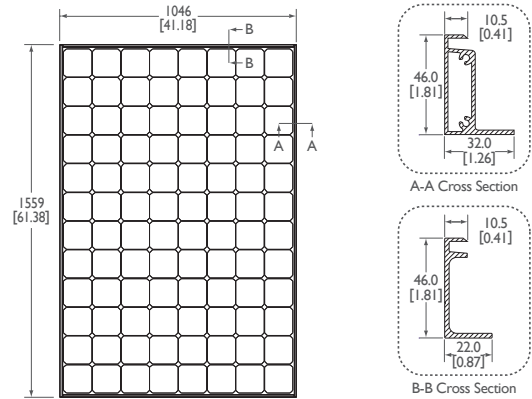 1046
[41.18]
B
B
A
A
1559
[61.38]
10.5
[0.41]
46.0
[1.81]
32.0
[1.26]
A-A Cross Section
10.5
[0.41]
46.0
[1.81]
22.0
[0.87]
B-B Cross Section